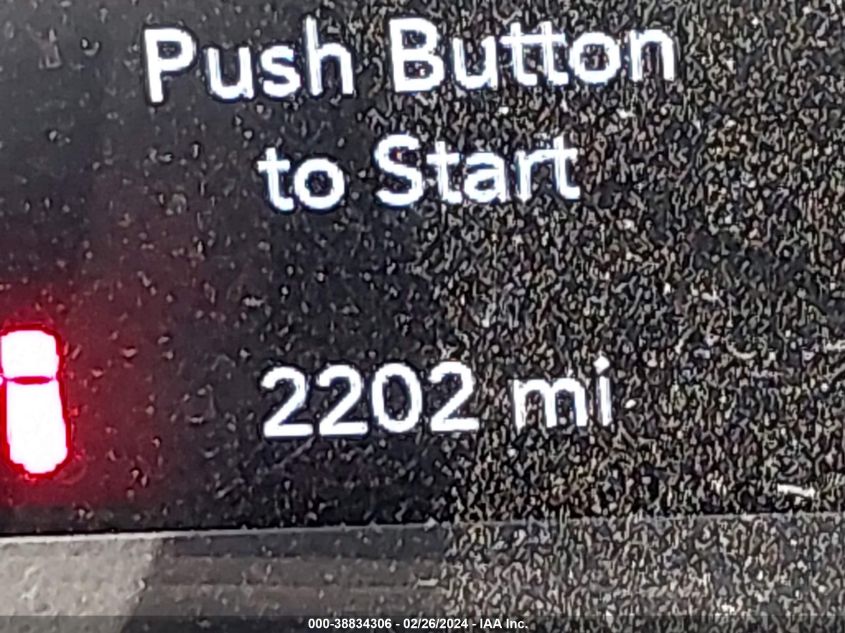 Push Button
to Start
2202 mi
000-38834306 - 02/26/2024 - IAA Inc.